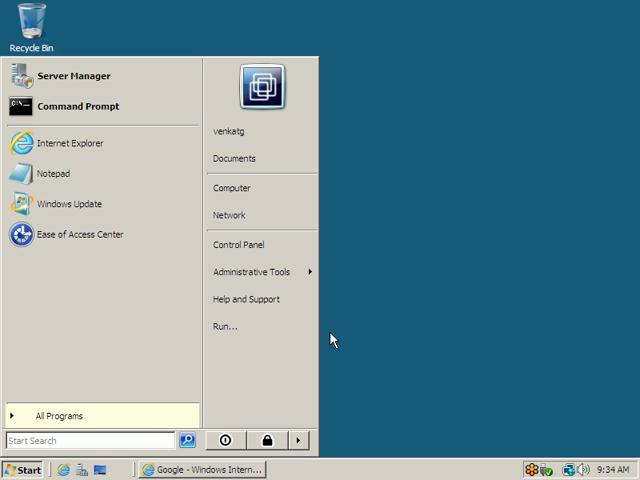 Recycle Bin
Server Manager
Command Prompt
Internet Explorer
Notepad
Windows Update
Ease of Access Center
All Programs
Start Search
venkatg
Documents
Computer
Network
Control Panel
Administrative Tools
Help and Support
Run...
Start
Google - Windows Intern...
9:34 AM